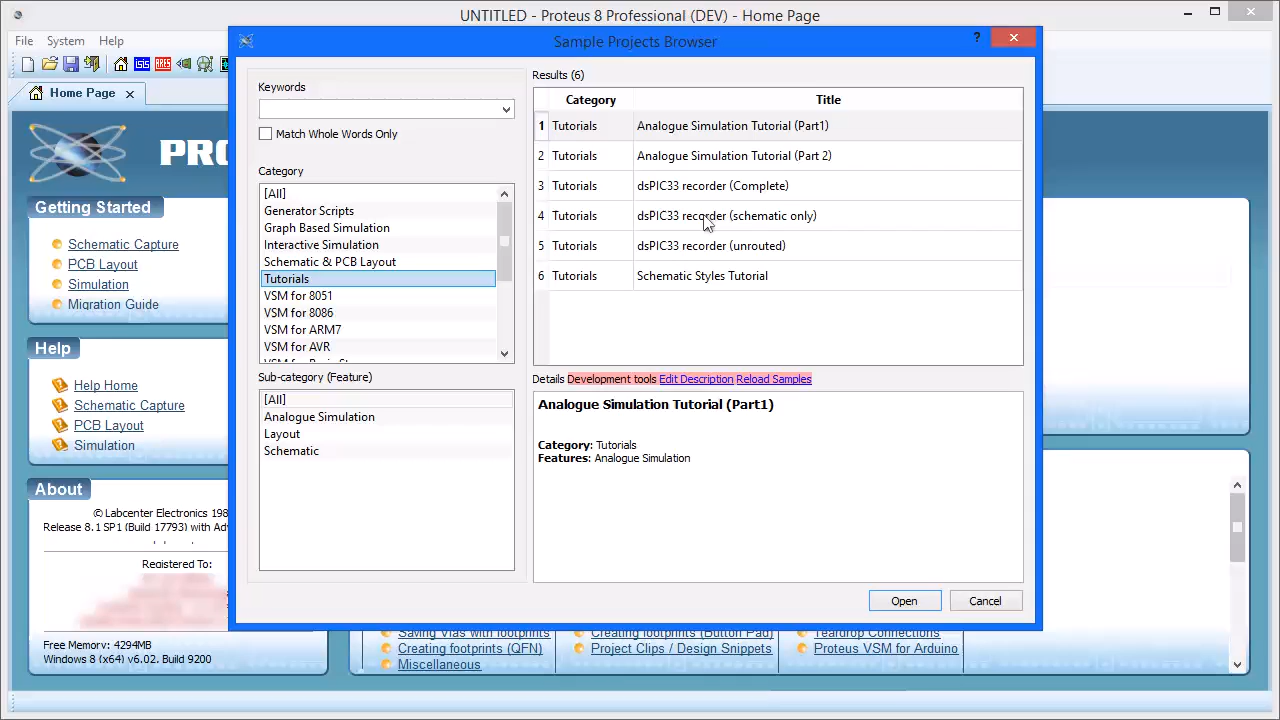 UNTITLED - Proteus 8 Professional (DEV) - Home Page
File System Help
Home Page
PRO
Getting Started
Schematic Capture
PCB Layout
Simulation
Migration Guide
Help
Help Home
Schematic Capture
PCB Layout
Simulation
About
© Labcenter Electronics
Release 8.1 SP1 (Build 17793) with
Registered To:
Free Memory: 4294MB
Windows 8 (x64) v6.02, Build 9200
Sample Projects Browser
?
Keywords
Match Whole Words Only
Category
[All]
Generator Scripts
Graph Based Simulation
Interactive Simulation
Schematic & PCB Layout
Tutorials
VSM for 8051
VSM for 8086
VSM for ARM7
VSM for AVR
Sub-category (Feature)
[All]
Analogue Simulation
Layout
Schematic
Results (6)
Category Title
1 Tutorials Analogue Simulation Tutorial (Part1)
2 Tutorials Analogue Simulation Tutorial (Part 2)
3 Tutorials dsPIC33 recorder (Complete)
4 Tutorials dsPIC33 recorder (schematic only)
5 Tutorials dsPIC33 recorder (unrouted)
6 Tutorials Schematic Styles Tutorial
Details Development tools Edit Description Reload Samples
Analogue Simulation Tutorial (Part1)
Category: Tutorials
Features: Analogue Simulation
Open Cancel
Saving Vias with footprints Creating footprints (Button Pad) Teardrop Connections
Creating footprints (QFN) Project Clips / Design Snippets Proteus VSM for Arduino
Miscellaneous